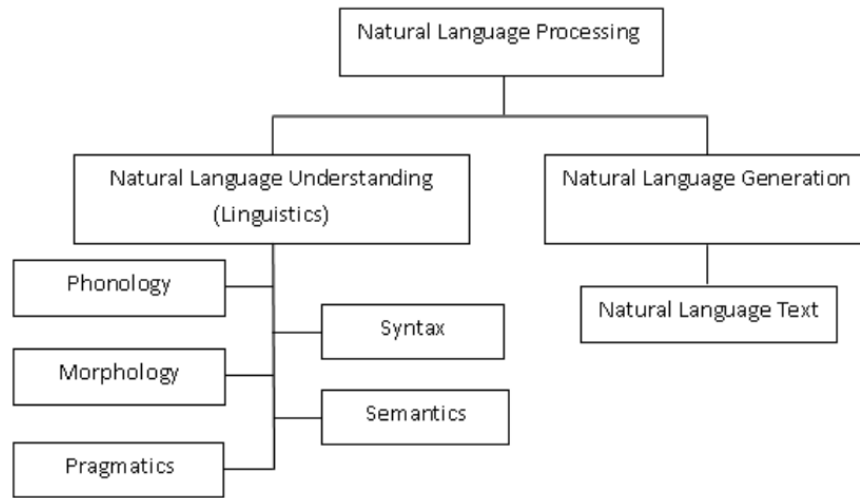 Natural Language Processing
Natural Language Understanding
(Linguistics)
Natural Language Generation
Phonology
Natural Language Text
Syntax
Morphology
Semantics
Pragmatics